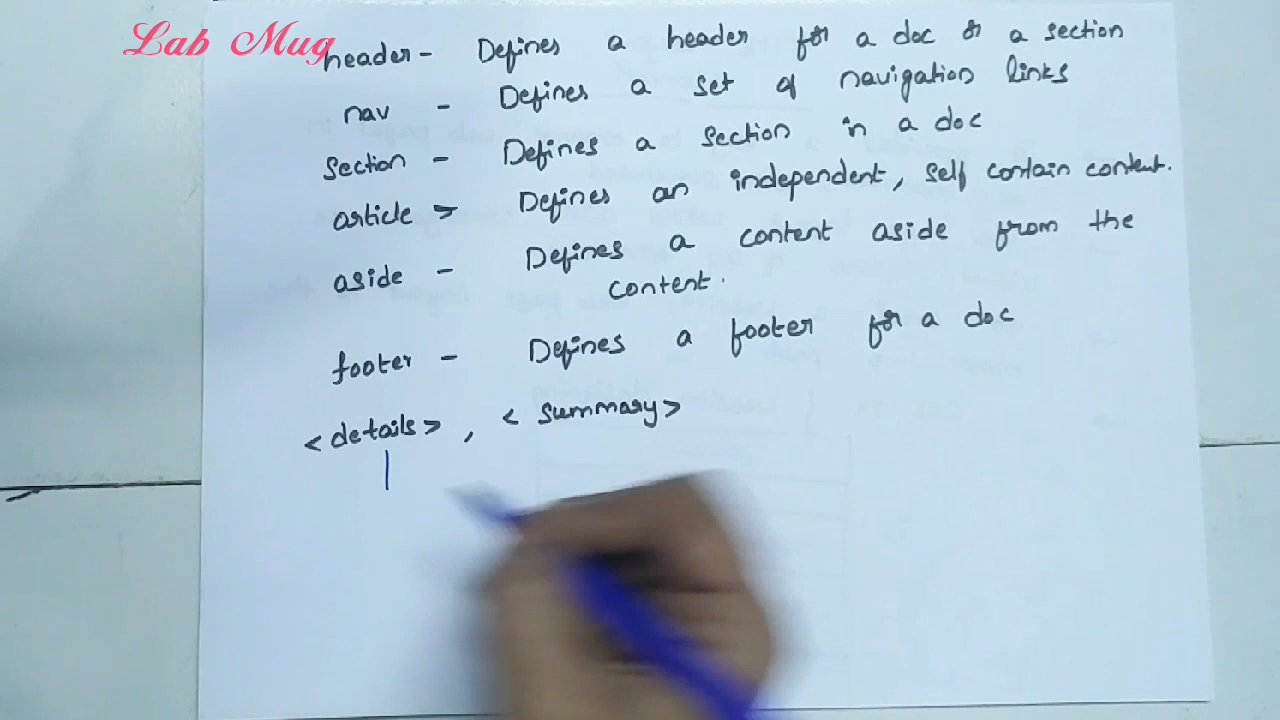 Lab Mug
header - Defines a header for a doc or a section
nav - Defines a set of navigation links
section - Defines a section in a doc
article > Defines an independent, self contain content.
aside - Defines a content aside from the
content.
footer - Defines a footer for a doc
<details>, <summary>